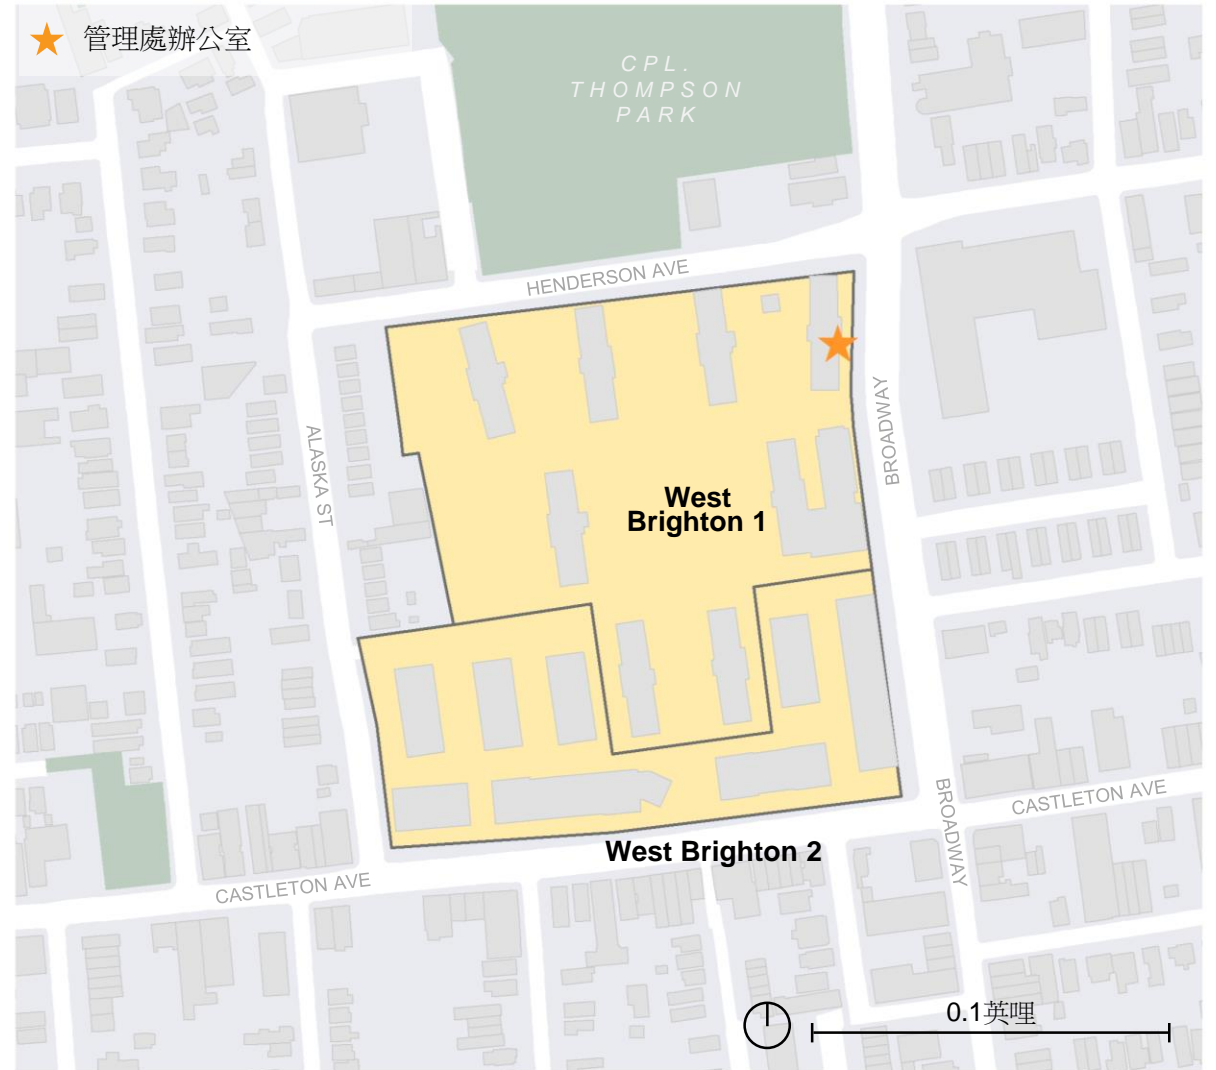 管理處辦公室
CPL.
THOMPSON
PARK
HENDERSON AVE
BROADWAY
ALASKA ST
West
Brighton 1
BROADWAY
CASTLETON AVE
West Brighton 2
CASTLETON AVE
0.1英哩